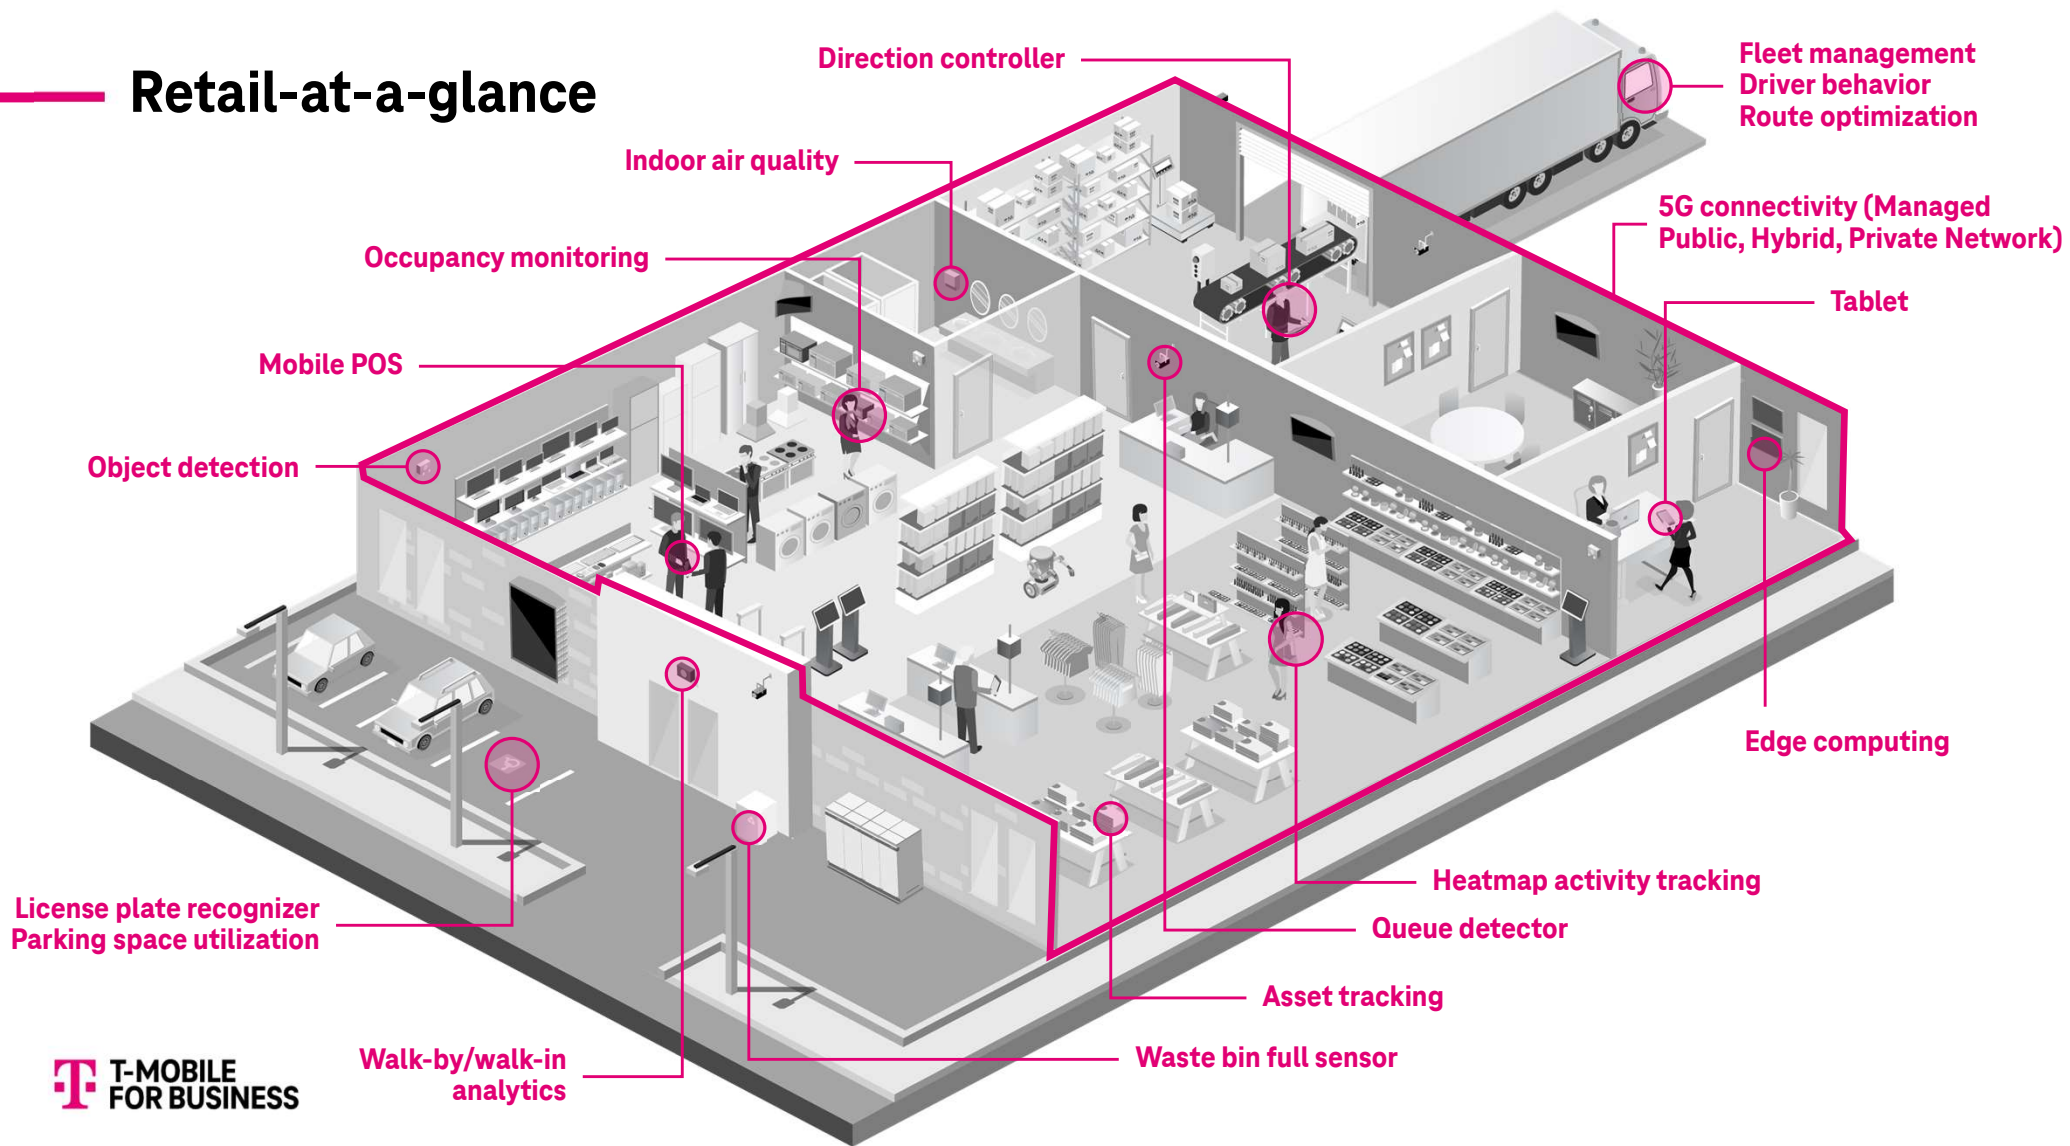 Retail-at-a-glance
Direction controller
Fleet management
Driver behavior
Route optimization
Indoor air quality
5G connectivity (Managed
Public, Hybrid, Private Network)
Occupancy monitoring
Tablet
Mobile POS
Object detection
Edge computing
Heatmap activity tracking
License plate recognizer
Parking space utilization
Queue detector
Asset tracking
Walk-by/walk-in
analytics
Waste bin full sensor
T-MOBILE
FOR BUSINESS